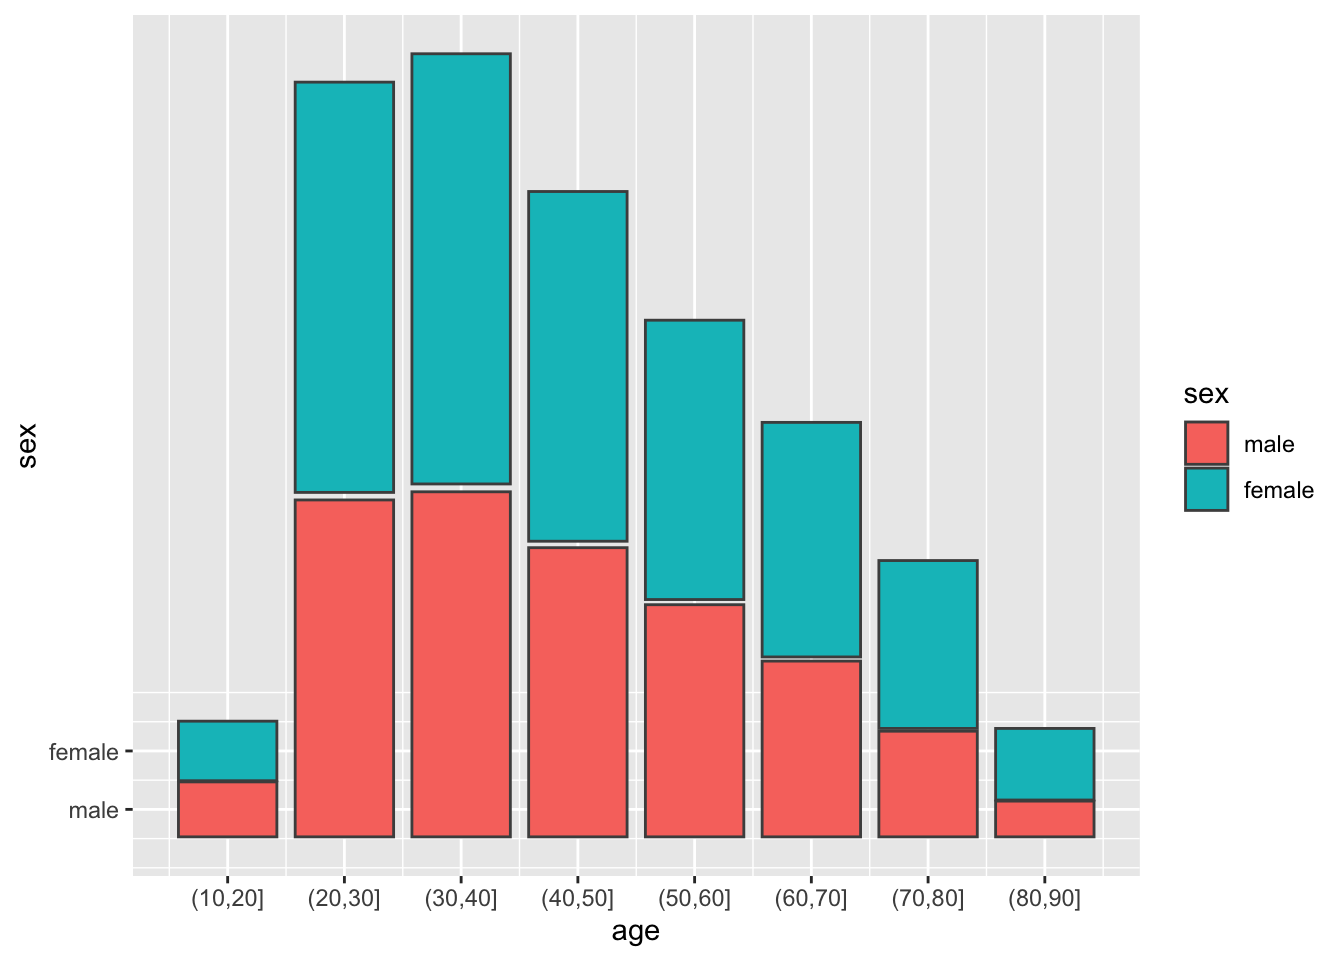 sex
female
male
(10,20] (20,30] (30,40] (40,50] (50,60] (60,70] (70,80] (80,90]
age
sex
male
female